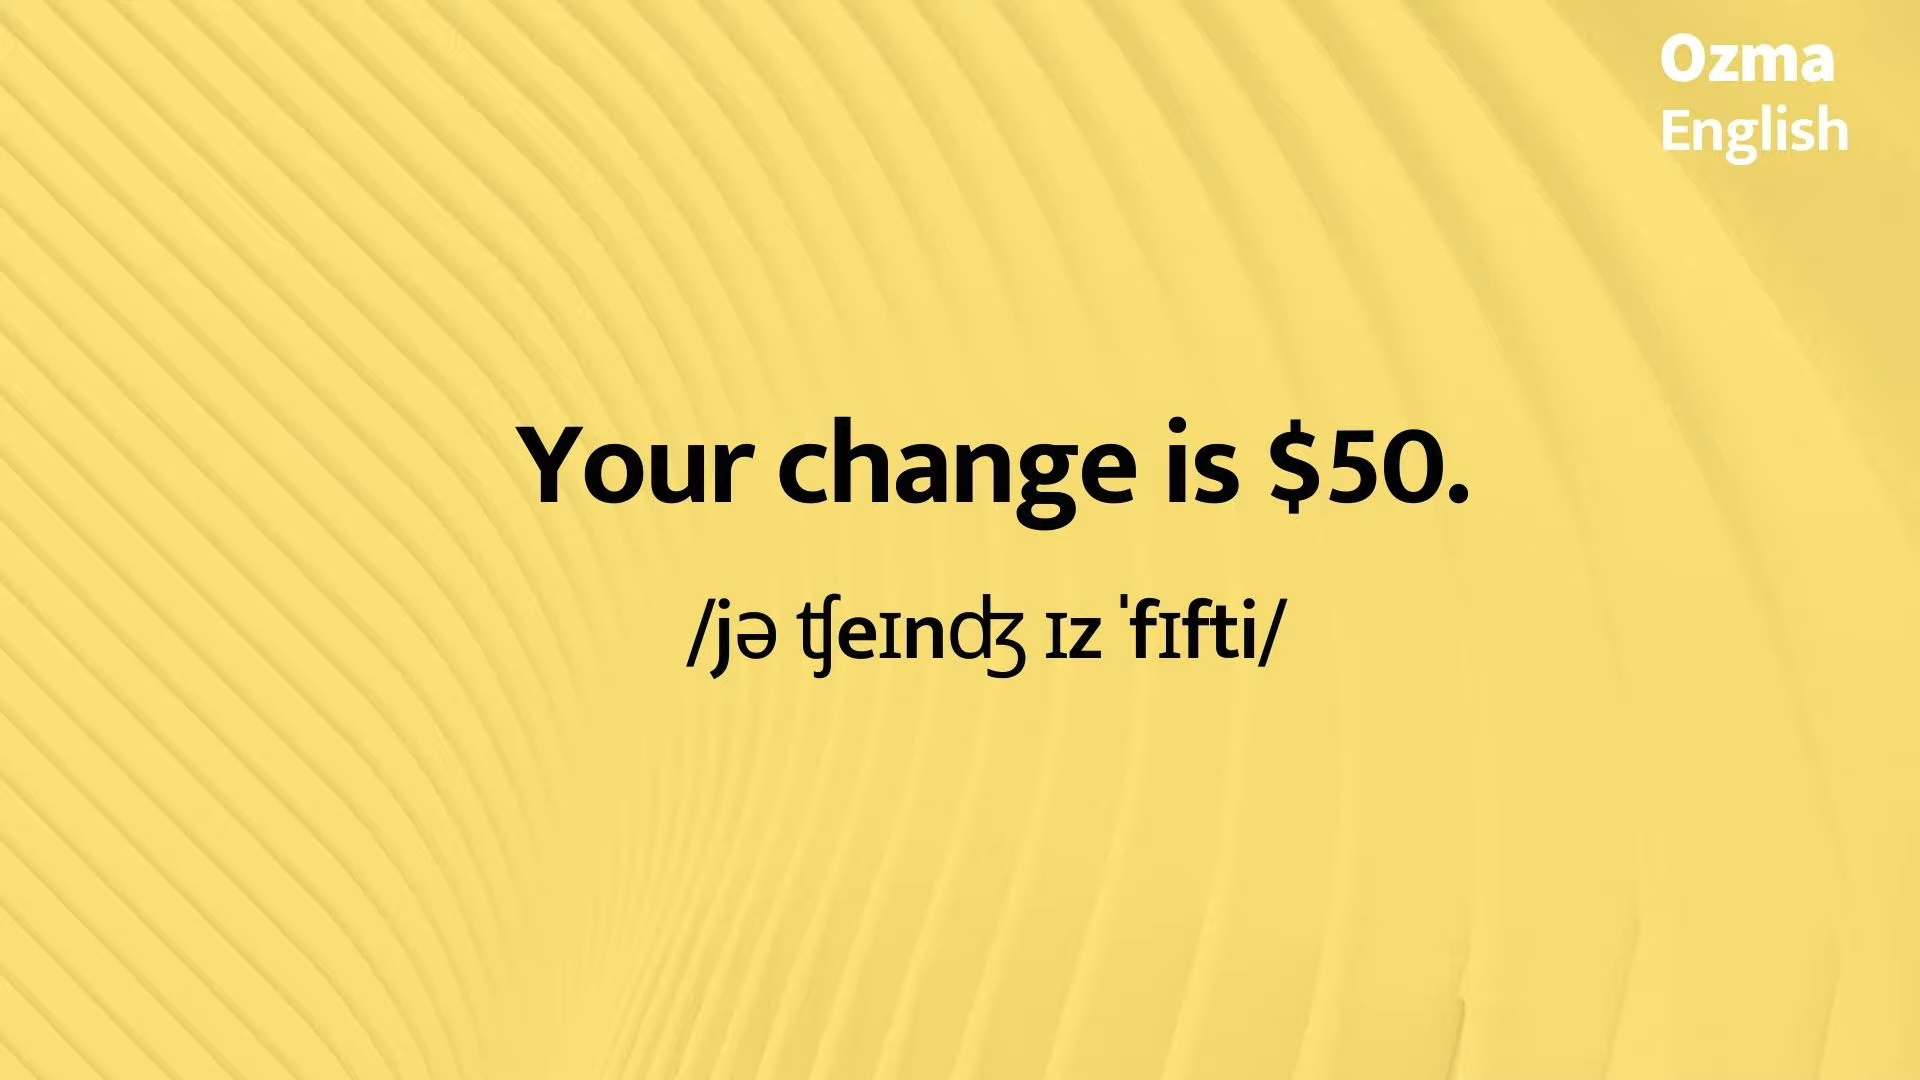 Ozma
English
Your change is $50.
/jə ʧeɪnʤ ɪz ˈfɪfti/